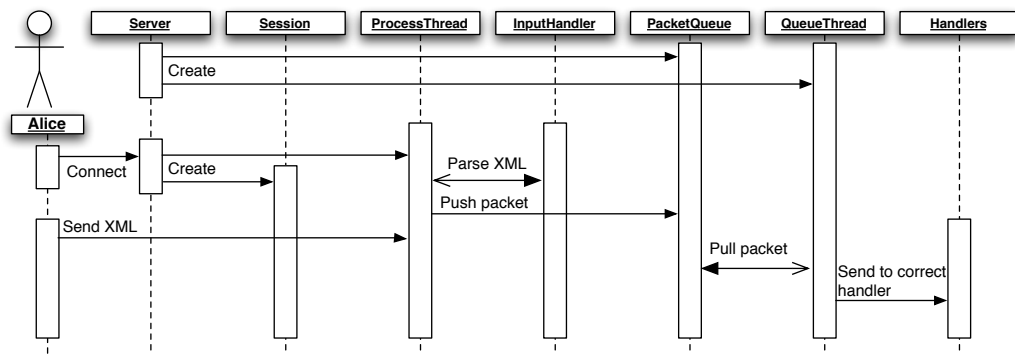 Server
Session
ProcessThread
InputHandler
PacketQueue
QueueThread
Handlers
Create
Alice
Connect
Create
Parse XML
Push packet
Send XML
Pull packet
Send to correct
handler